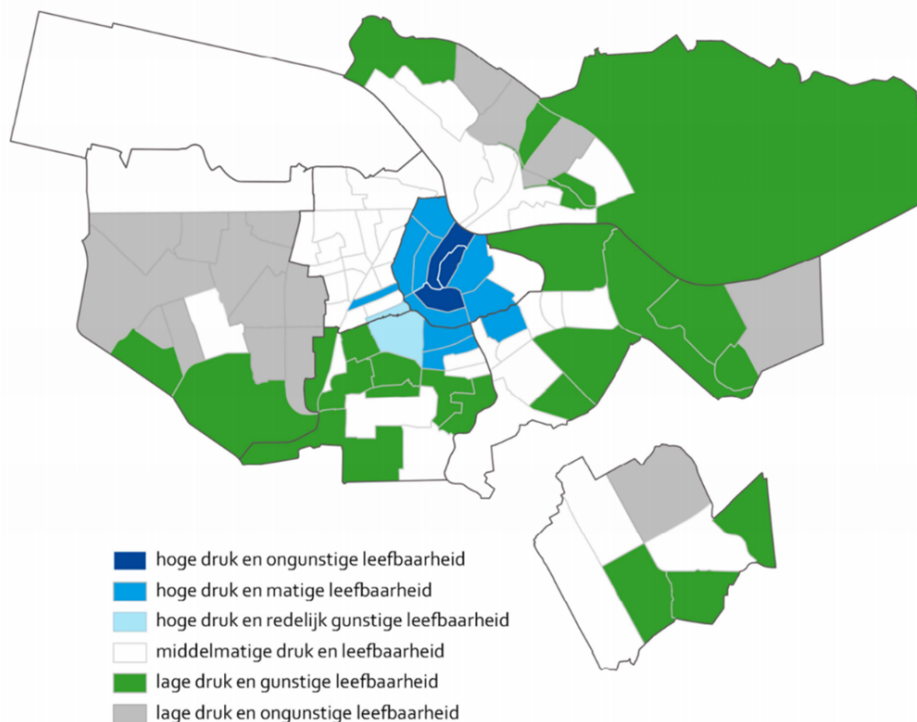 hoge druk en ongunstige leefbaarheid
hoge druk en matige leefbaarheid
hoge druk en redelijk gunstige leefbaarheid
middelmatige druk en leefbaarheid
lage druk en gunstige leefbaarheid
lage druk en ongunstige leefbaarheid